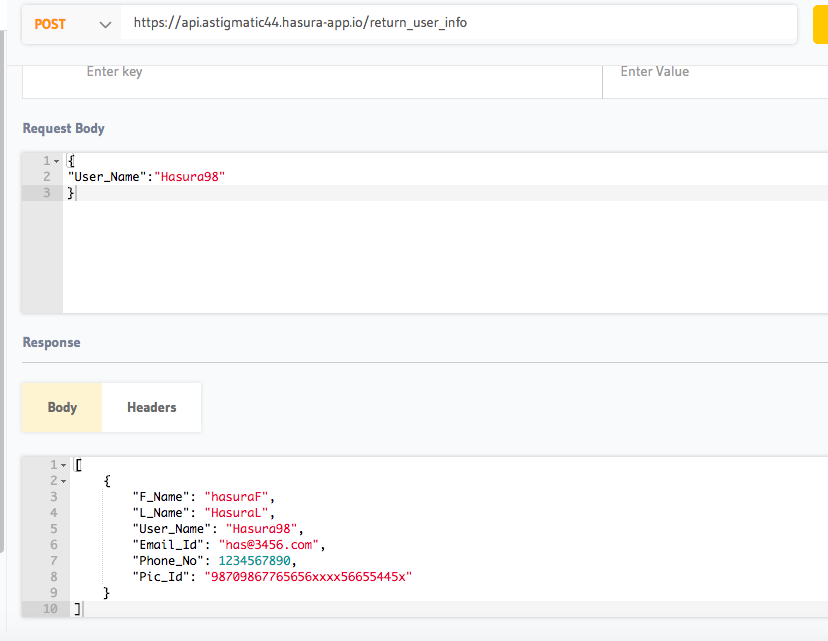 POST https://api.astigmatic44.hasura-app.io/return_user_info
Enter key Enter Value
Request Body
1 {
2 "User_Name":"Hasura98"
3 }
Response
Body Headers
1 [
2 {
3 "F_Name": "hasuraF",
4 "L_Name": "HasuraL",
5 "User_Name": "Hasura98",
6 "Email_Id": "has@3456.com",
7 "Phone_No": 1234567890,
8 "Pic_Id": "98709867765656xxxx56655445x"
9 }
10 ]